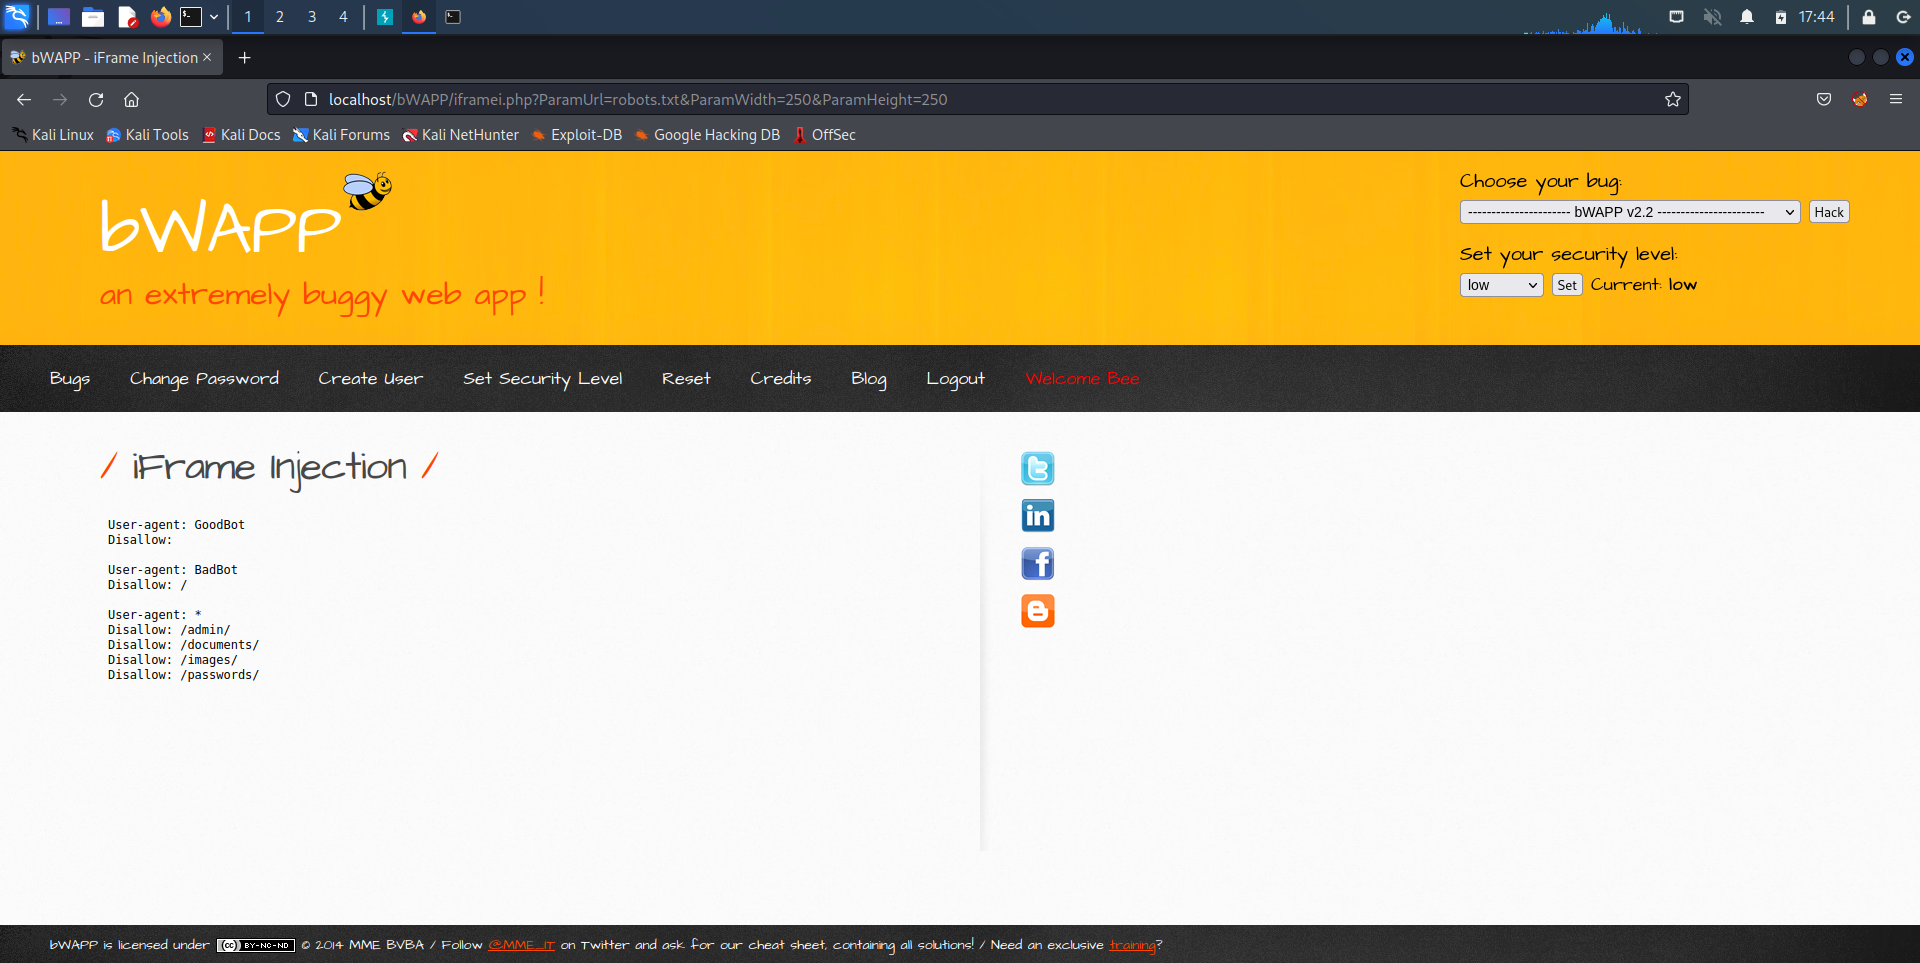 1 2 3 4 17:44
bWAPP - iFrame Injection
localhost/bWAPP/iframei.php?ParamUrl=robots.txt&ParamWidth=250&ParamHeight=250
Kali Linux Kali Tools Kali Docs Kali Forums Kali NetHunter Exploit-DB Google Hacking DB OffSec
bWAPP
an extremely buggy web app !
Choose your bug:
---------------------- bWAPP v2.2 ----------------------- Hack
Set your security level:
low Set Current: low
Bugs Change Password Create User Set Security Level Reset Credits Blog Logout Welcome Bee
/ iFrame Injection /
User-agent: GoodBot
Disallow:
User-agent: BadBot
Disallow: /
User-agent: *
Disallow: /admin/
Disallow: /documents/
Disallow: /images/
Disallow: /passwords/
bWAPP is licensed under (cc) BY-NC-ND © 2014 MME BVBA / Follow @MME_IT on Twitter and ask for our cheat sheet, containing all solutions! / Need an exclusive training?